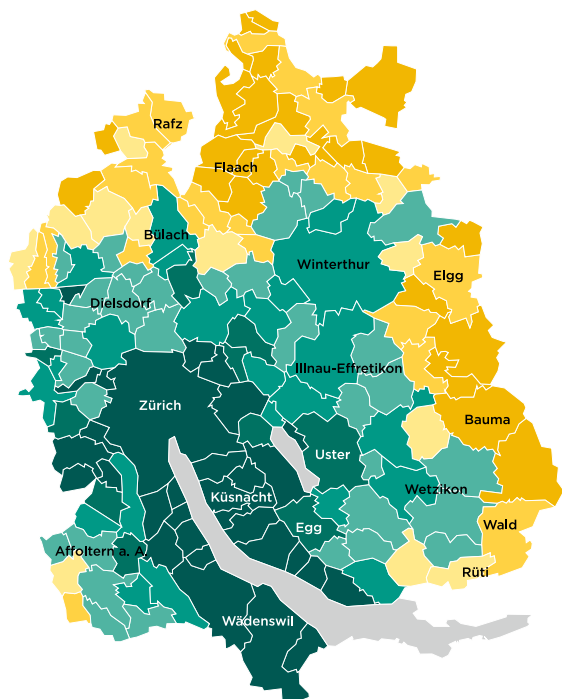 Rafz
Flaach
Bülach
Winterthur
Elgg
Dielsdorf
Illnau-Effretikon
Zürich
Bauma
Uster
Wetzikon
Küsnacht
Egg
Wald
Affoltern a. A.
Rüti
Wädenswil